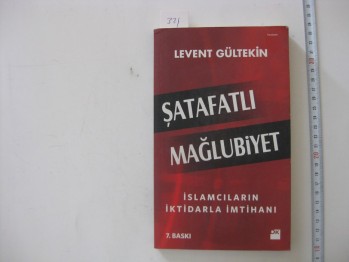 LEVENT GÜLTEKİN
ŞATAFATLI
MAĞLUBİYET
İSLAMCILARIN
İKTİDARLA İMTİHANI
7. BASKI